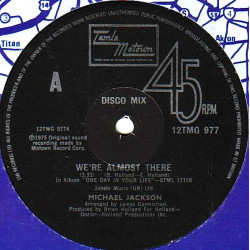 Titan
Tamla
Motown
A
45
RPM
DISCO MIX
12TMG 977A
12TMG 977
℗1975 Original sound
recording made by
Motown Record Corp.
WE'RE ALMOST THERE
(3.33) (B. Holland-E. Holland)
In Album "ONE DAY IN YOUR LIFE"-STML 12158
Jobete Music (UK) Ltd.
MICHAEL JACKSON
Arranged by James Carmichael
Produced by Brian Holland for Holland-
Dozier-Holland Productions Inc.